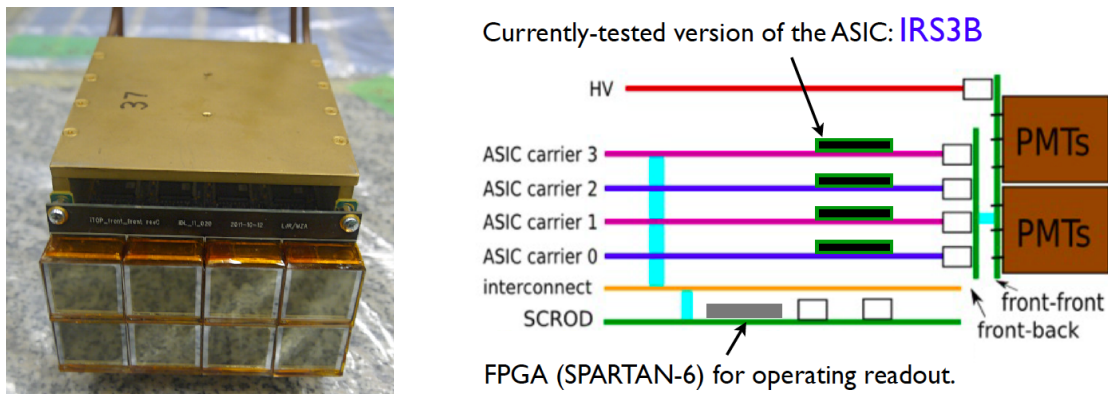 37
Currently-tested version of the ASIC: IRS3B
HV
PMTs
ASIC carrier 3
ASIC carrier 2
ASIC carrier 1
PMTs
ASIC carrier 0
interconnect
front-front
SCROD
front-back
FPGA (SPARTAN-6) for operating readout.
2011-10-12